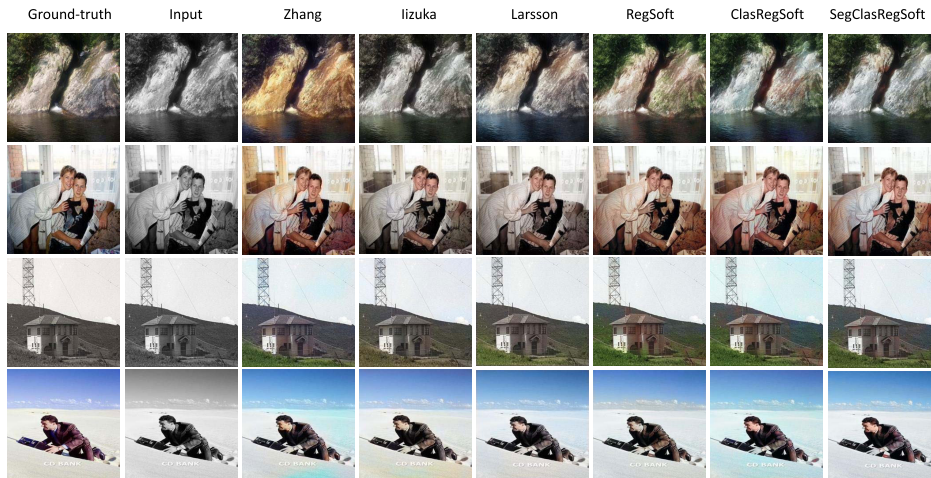 Ground-truth Input Zhang Iizuka Larsson RegSoft ClasRegSoft SegClasRegSoft
CD BANK CD BANK CD BANK CD BANK CD BANK CD BANK CD BANK CD BANK